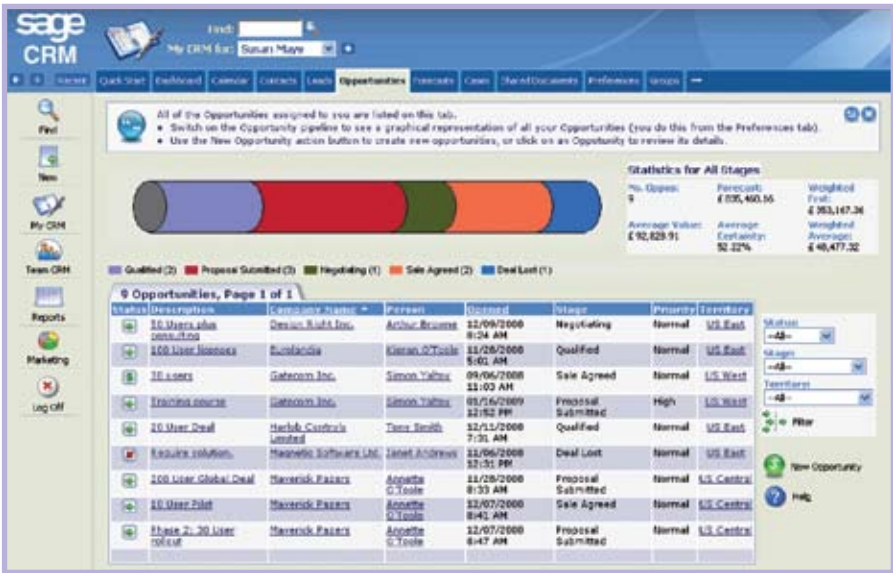 sage
CRM
Find:
My CRM for: Susan Maye
Recent
Quick Start Dashboard Calendar Contacts Leads Opportunities Forecasts Cases Shared Documents Preferences Groups
All of the Opportunities assigned to you are listed on this tab.
• Switch on the Opportunity pipeline to see a graphical representation of all your Opportunities (you do this from the Preferences tab).
• Use the New Opportunity action button to create new opportunities, or click on an Opportunity to review its details.
Find
New
My CRM
Team CRM
Reports
Marketing
Log Off
Statistics for All Stages
No. Oppos: Forecast: Weighted Fcst:
9 £ 835,460.16 £ 353,167.34
Average Value: Average Certainty: Weighted Average:
£ 92,828.91 52.22% £ 48,477.32
Qualified (2) Proposal Submitted (3) Negotiating (1) Sale Agreed (2) Deal Lost (1)
9 Opportunities, Page 1 of 1
Status Description Company Name Person Opened Stage Priority Territory
10 Users plus consulting Design Right Inc. Arthur Browne 12/09/2008 8:24 AM Negotiating Normal US East
100 User licences Eurolandia Kieran O'Toole 11/28/2008 5:01 AM Qualified Normal US East
30 users Gatecom Inc. Simon Yaltoy 09/06/2008 11:03 AM Sale Agreed Normal US West
Training course Gatecom Inc. Simon Yaltoy 01/16/2009 12:52 PM Proposal Submitted High US West
20 User Deal Limited Smith 12/11/2008 7:31 AM Qualified Normal US East
Require solution. Magnetic Software Ltd. Janet Andrews 11/06/2008 12:31 PM Deal Lost Normal US East
200 User Global Deal Maverick Papers Annette O'Toole 11/28/2008 8:33 AM Proposal Submitted Normal US Central
10 User Pilot Maverick Papers Annette O'Toole 12/07/2008 8:41 AM Sale Agreed Normal US Central
Phase 2: 30 User rollout Maverick Papers Annette O'Toole 12/07/2008 8:47 AM Proposal Submitted Normal US Central
Status:
--All--
Stage:
--All--
Territory:
--All--
Filter
New Opportunity
Help